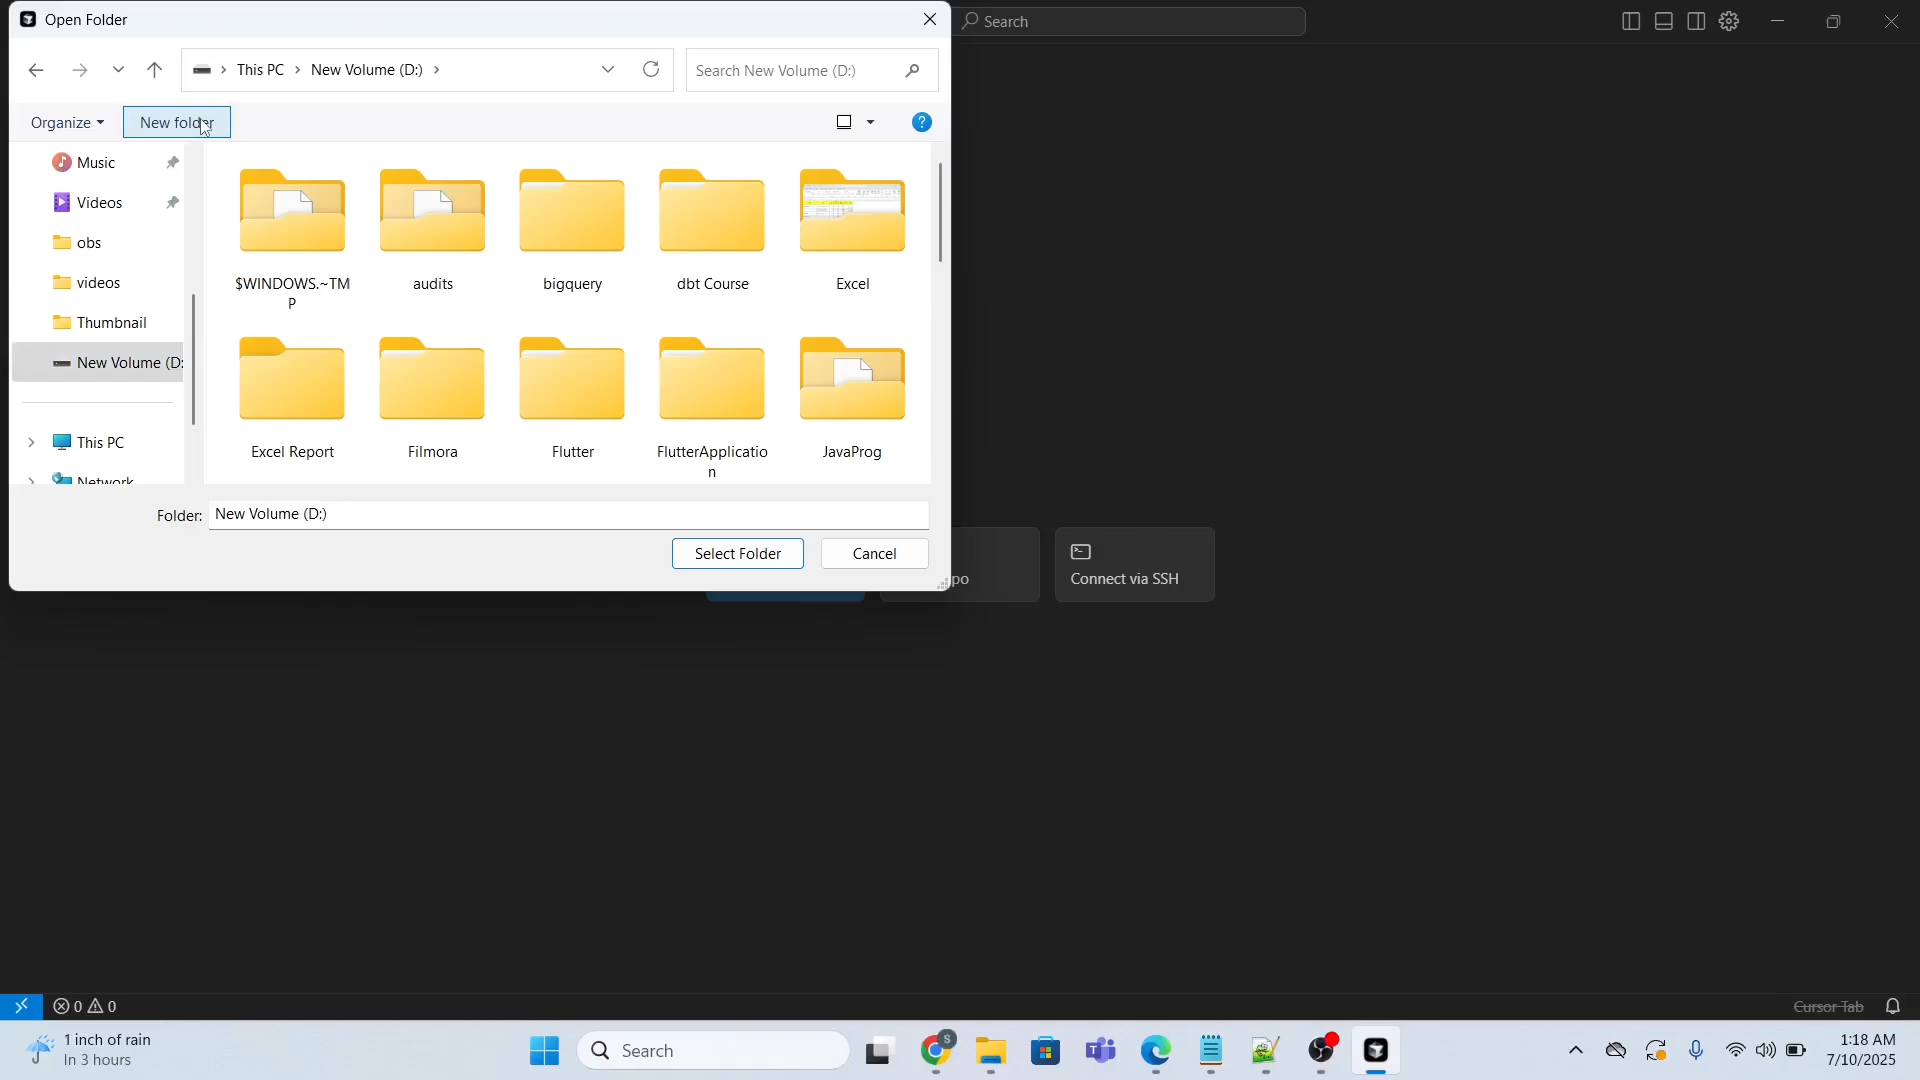 Open Folder
Search
This PC > New Volume (D:) >
Search New Volume (D:)
Organize
New folder
?
Music
Videos
obs
videos
Thumbnail
New Volume (D:
This PC
Network
$WINDOWS.~TM
P
audits
bigquery
dbt Course
Excel
Excel Report
Filmora
Flutter
FlutterApplicatio
n
JavaProg
Folder:
New Volume (D:)
Select Folder
Cancel
po
Connect via SSH
0
0
Cursor Tab
1 inch of rain
In 3 hours
Search
S
1:18 AM
7/10/2025